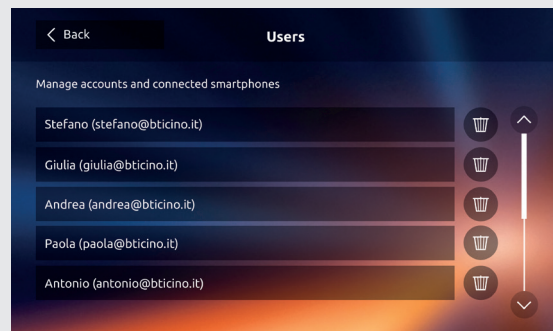 Back
Users
Manage accounts and connected smartphones
Stefano (stefano@bticino.it)
Giulia (giulia@bticino.it)
Andrea (andrea@bticino.it)
Paola (paola@bticino.it)
Antonio (antonio@bticino.it)